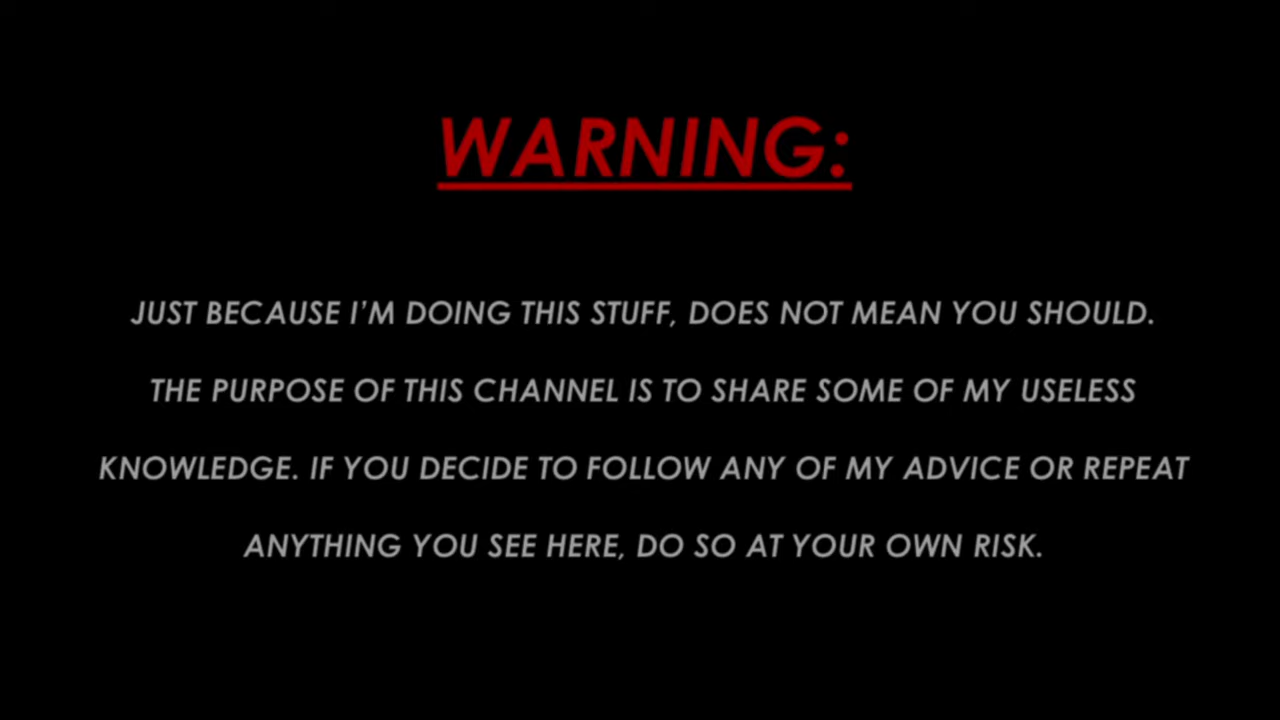 WARNING:
JUST BECAUSE I'M DOING THIS STUFF, DOES NOT MEAN YOU SHOULD.
THE PURPOSE OF THIS CHANNEL IS TO SHARE SOME OF MY USELESS
KNOWLEDGE. IF YOU DECIDE TO FOLLOW ANY OF MY ADVICE OR REPEAT
ANYTHING YOU SEE HERE, DO SO AT YOUR OWN RISK.